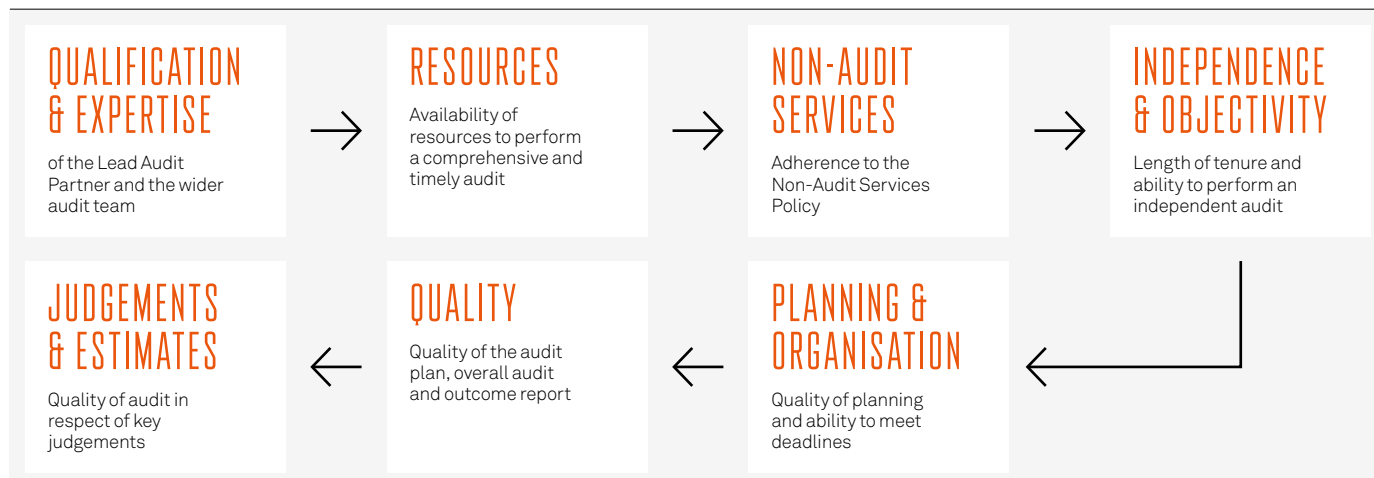 QUALIFICATION
& EXPERTISE
of the Lead Audit
Partner and the wider
audit team
RESOURCES
Availability of
resources to perform
a comprehensive and
timely audit
NON-AUDIT
SERVICES
Adherence to the
Non-Audit Services
Policy
INDEPENDENCE
& OBJECTIVITY
Length of tenure and
ability to perform an
independent audit
PLANNING &
ORGANISATION
Quality of planning
and ability to meet
deadlines
QUALITY
Quality of the audit
plan, overall audit
and outcome report
JUDGEMENTS
& ESTIMATES
Quality of audit in
respect of key
judgements